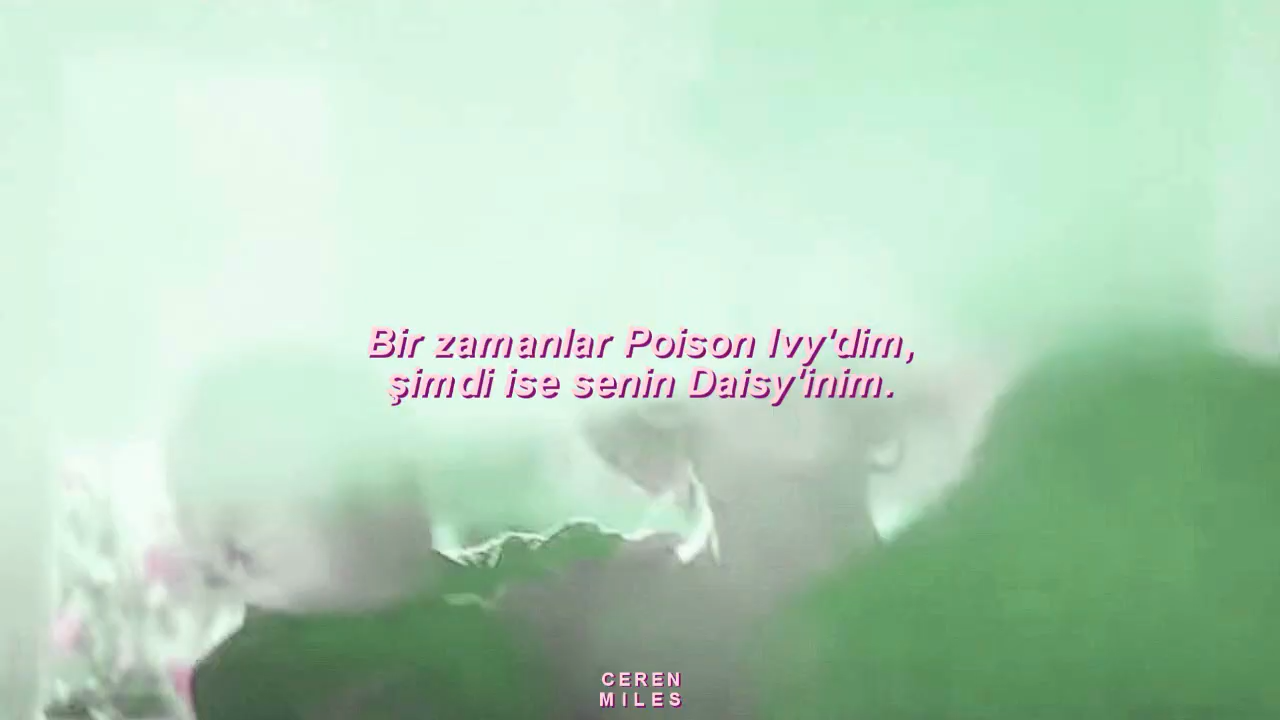 Bir zamanlar Poison Ivy'dim,
şimdi ise senin Daisy'inim.
CEREN
MILES